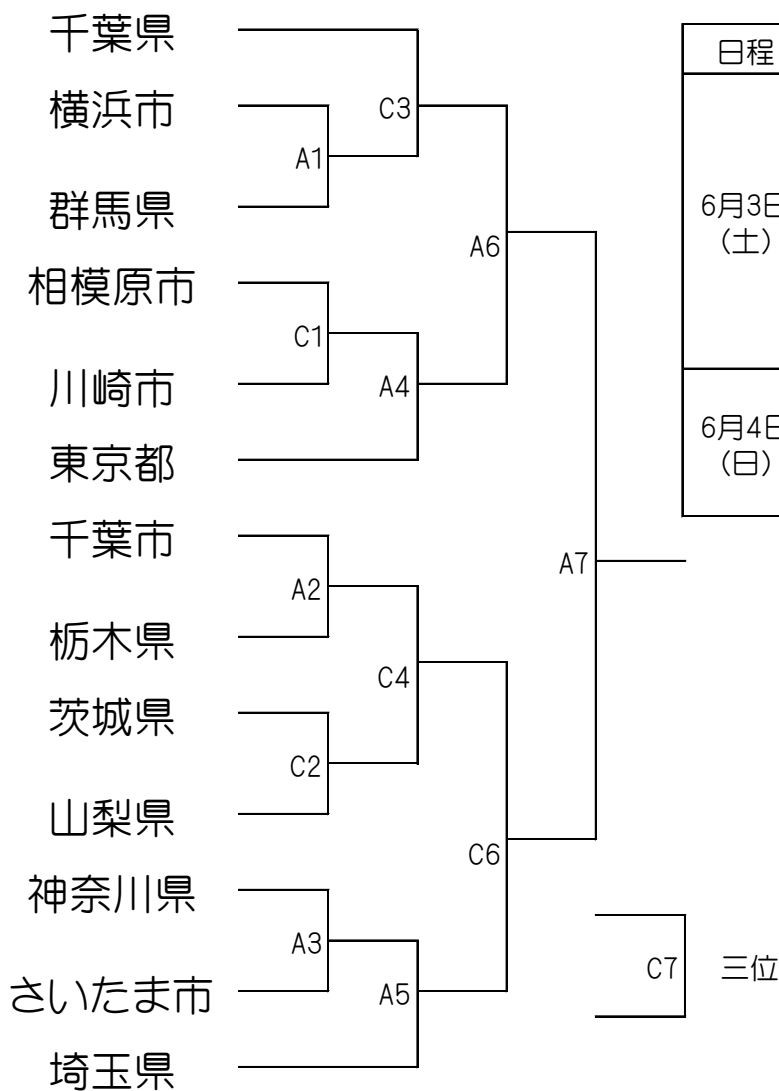 千葉県
横浜市
群馬県
相模原市
川崎市
東京都
千葉市
栃木県
茨城県
山梨県
神奈川県
さいたま市
埼玉県
A1
C1
A2
C2
A3
C3
A4
C4
A5
A6
C6
A7
C7
三位
日程
6月3日
(土)
6月4日
(日)